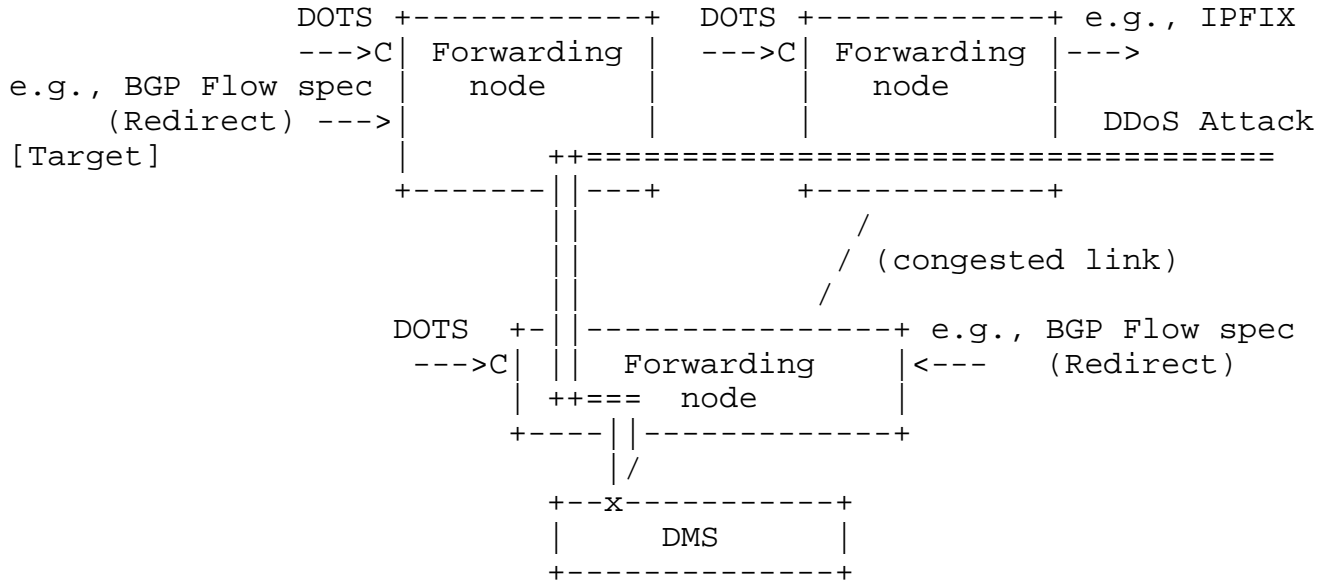 DOTS DOTS e.g., IPFIX
--->C Forwarding --->C Forwarding --->
e.g., BGP Flow spec node node
(Redirect) ---> DDoS Attack
[Target]
(congested link)
DOTS e.g., BGP Flow spec
--->C Forwarding <--- (Redirect)
node
x
DMS